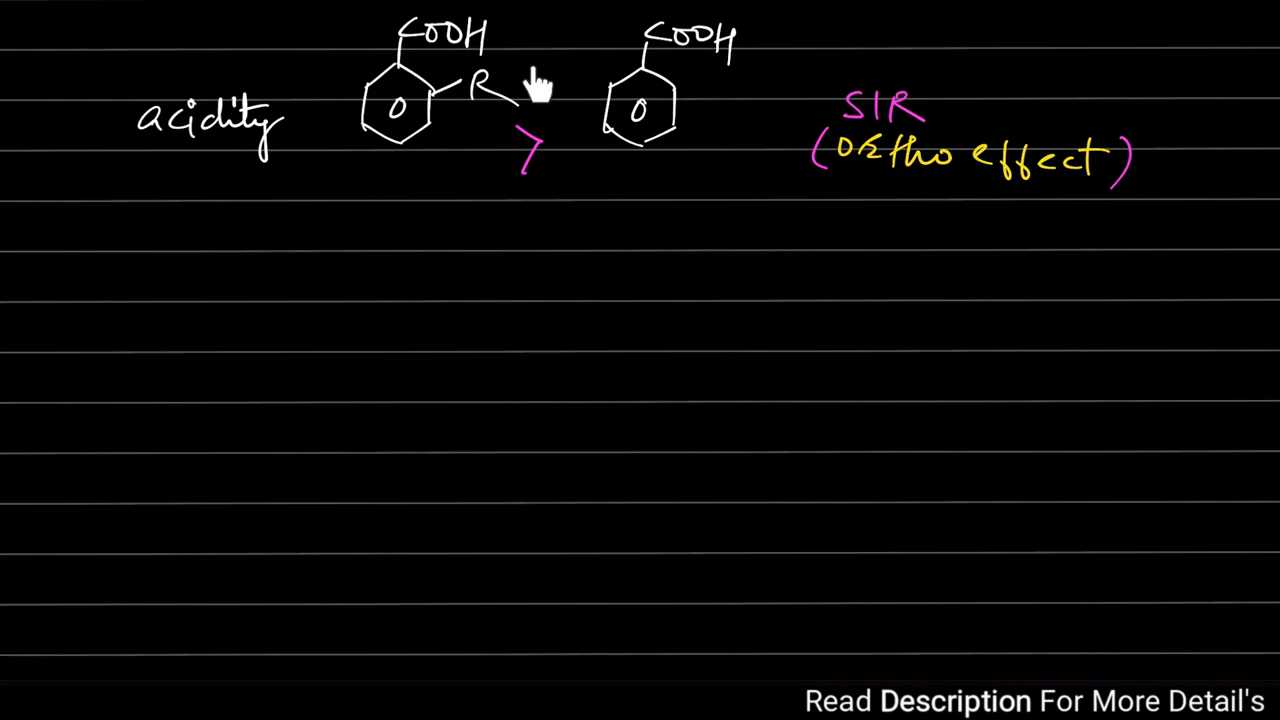 COOH COOH
acidity R > SIR
(Ortho effect)
Read Description For More Detail's